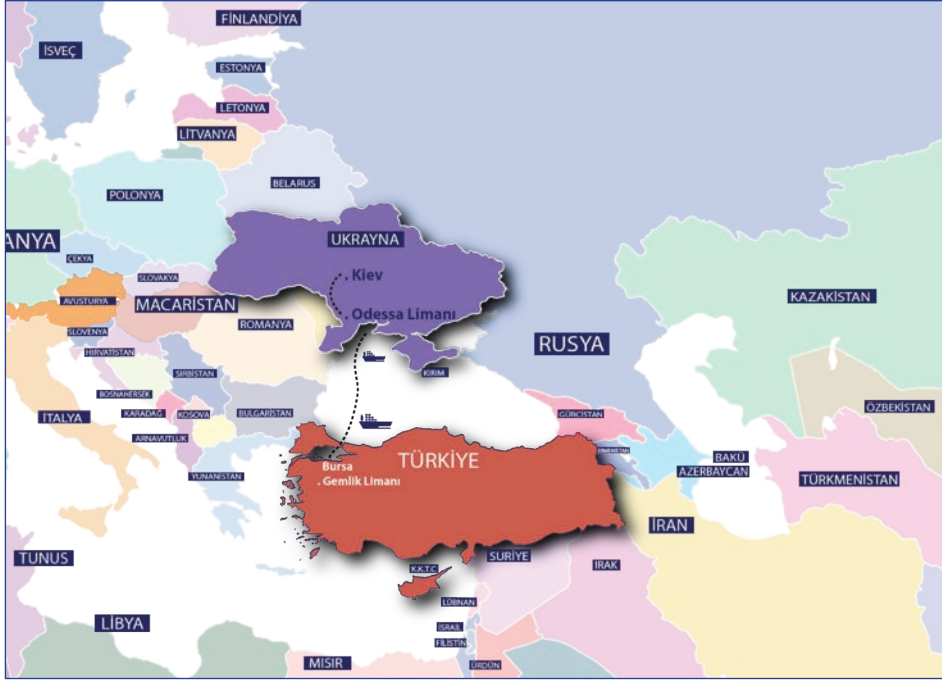 FİNLANDİYA
İSVEÇ
ESTONYA
LETONYA
LİTVANYA
BELARUS
POLONYA
UKRAYNA
ANYA
ÇEKYA
. Kiev
SLOVAKYA
KAZAKİSTAN
AVUSTURYA
MACARİSTAN
. Odessa Limanı
ROMANYA
SLOVENYA
RUSYA
HIRVATİSTAN
SIRBİSTAN
KIRIM
BOSNAHERSEK
ÖZBEKİSTAN
İTALYA
KARADAĞ
KOSOVA
BULGARİSTAN
GÜRCİSTAN
ARNAVUTLUK
BAKÜ
TÜRKİYE
Bursa
AZERBAYCAN
YUNANİSTAN
. Gemlik LImanı
TÜRKMENİSTAN
İRAN
TUNUS
SURİYE
IRAK
K.K.T.C
LÜBNAN
LİBYA
ISRAİL
FİLİSTİN
MISIR
ÜRDÜN